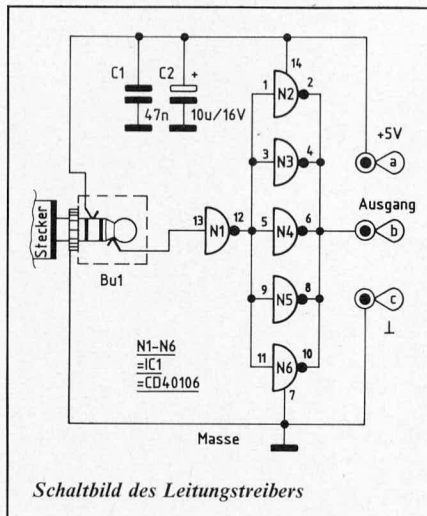 14
C1
C2
+
1
2
N2
47n
10u/16V
+5V
3
4
N3
a
Ausgang
Stecker
13
N1
12
5
N4
6
b
Bu1
9
N5
8
c
⊥
N1–N6
=IC1
=CD40106
11
N6
10
7
Masse
Schaltbild des Leitungstreibers